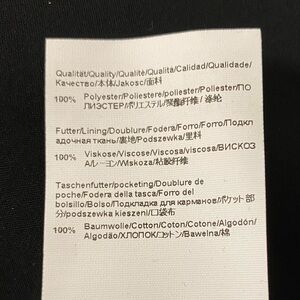 Qualität/Quality/Qualité/Qualità/Calidad/Qualidade/
Качество/本体/Jakosc/面料
100% Polyester/Poliestere/poliester/Poliester/ПО
ЛИЭСТЕР/ポリエステル/聚酯纤维 / 涤纶
Futter/Lining/Doublure/Fodera/Forro/Forro/Подкл
адочная ткань/裏地/Podszewka/里料
100% Viskose/Viscose/Viscosa/viscosa/ВИСКОЗ
А/レーヨン/Wiskoza/粘胶纤维
Taschenfutter/pocketing/Doublure de
poche/Fodera della tasca/Forro del
bolsillo/Bolso/Подкладка для карманов/ポケット部
分/podszewka kieszeni/口袋布
100% Baumwolle/Cotton/Coton/Cotone/Algodón/
Algodão/ХЛОПОК/コットン/Bawełna/棉